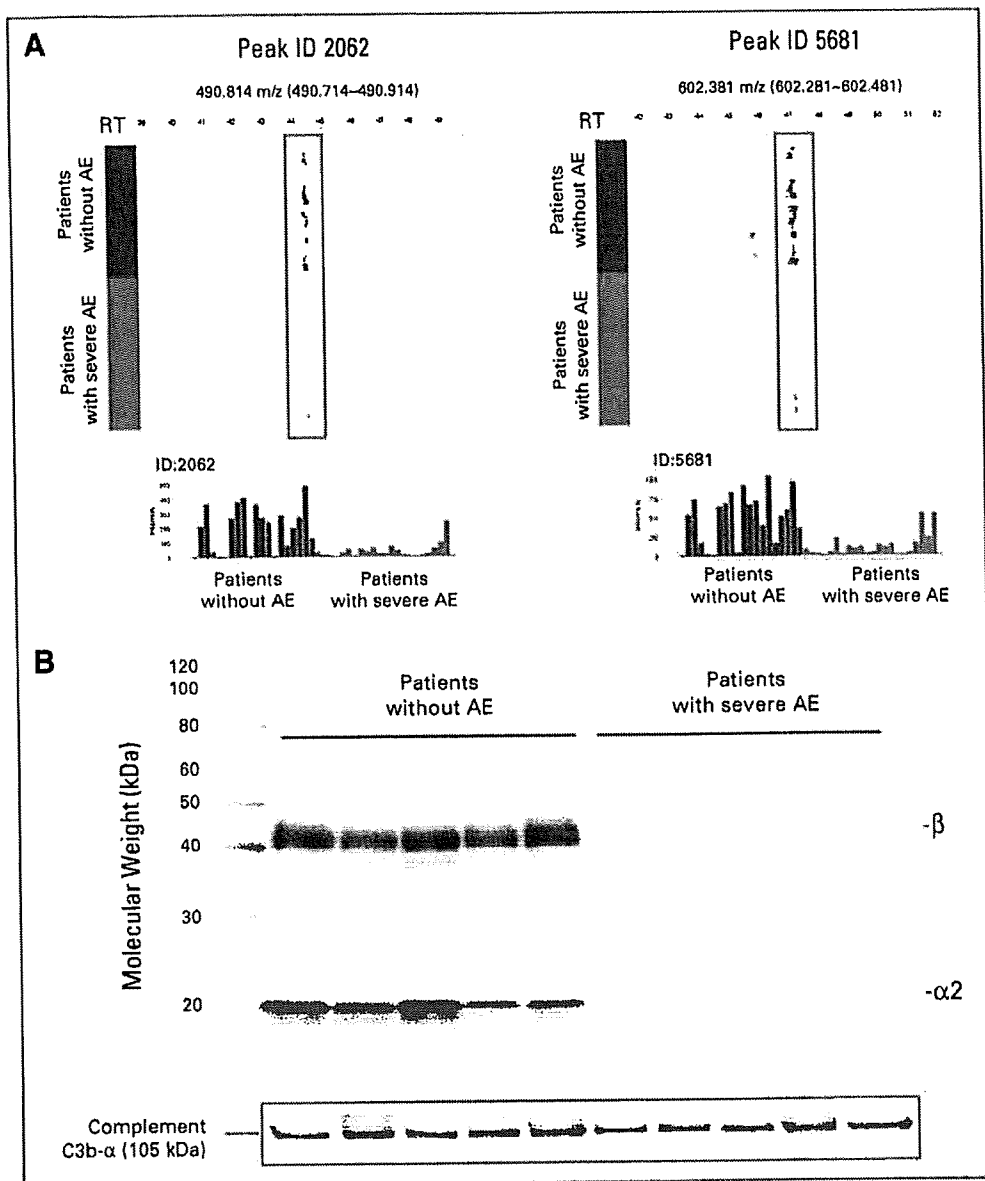 A
Peak ID 2062
490.814 m/z (490.714–490.914)
RT
Patients
without AE
Patients
with severe AE
ID:2062
Patients
without AE
Patients
with severe AE
Peak ID 5681
602.381 m/z (602.281~602.481)
RT
Patients
without AE
Patients
with severe AE
ID:5681
Patients
without AE
Patients
with severe AE
B
Molecular Weight (kDa)
120
100
80
60
50
40
30
20
Patients
without AE
Patients
with severe AE
-β
-α2
Complement
C3b-α (105 kDa)